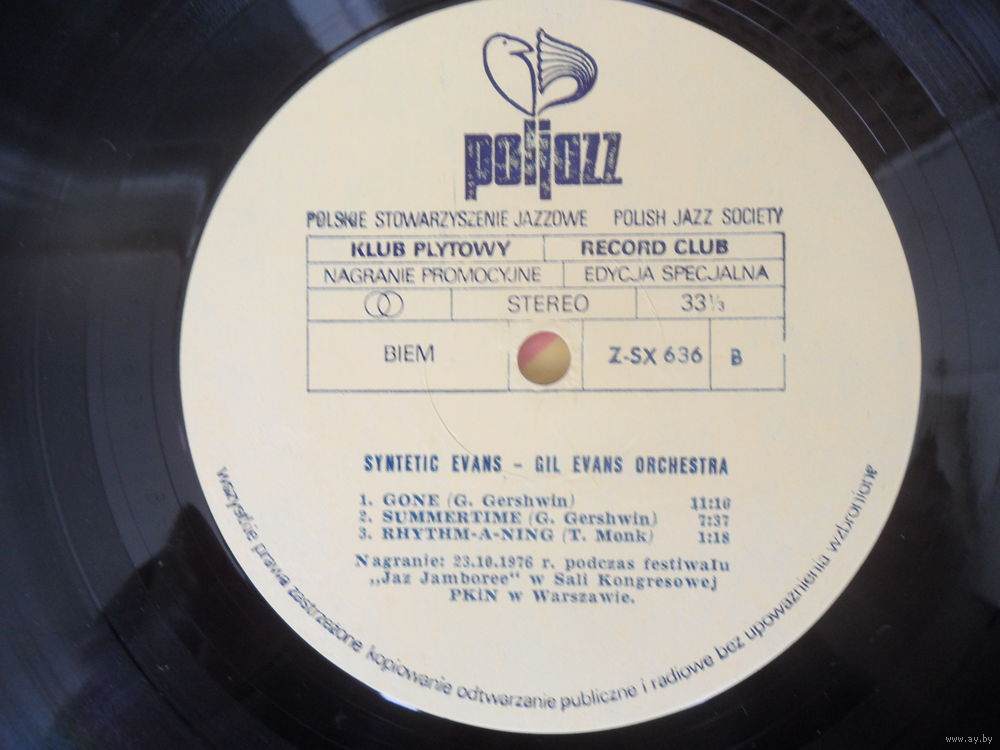 poljazz
POLSKIE STOWARZYSZENIE JAZZOWE POLISH JAZZ SOCIETY
KLUB PLYTOWY RECORD CLUB
NAGRANIE PROMOCYJNE EDYCJA SPECJALNA
STEREO 33⅓
BIEM Z-SX 636 B
SYNTETIC EVANS – GIL EVANS ORCHESTRA
1. GONE (G. Gershwin) 11:16
2. SUMMERTIME (G. Gershwin) 7:37
3. RHYTHM-A-NING (T. Monk) 1:18
Nagranie: 23.10.1976 r. podczas festiwalu
„Jaz Jamboree" w Sali Kongresowej
PKiN w Warszawie.
wszystkie prawa zastrzeżone kopiowanie odtwarzanie publiczne i radiowe bez upoważnienia wzbronione
www.ay.by